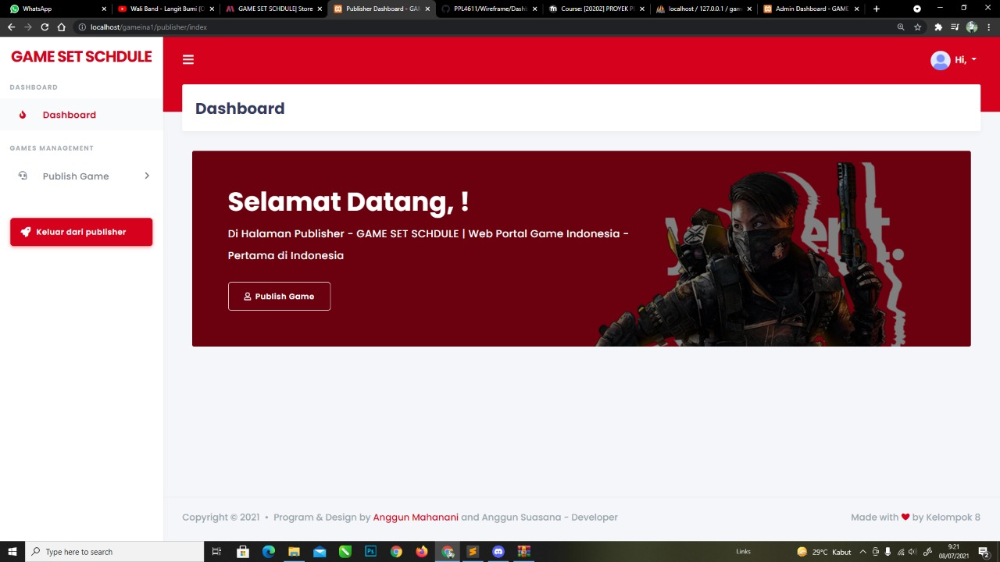 WhatsApp
Wali Band - Langit Bumi (O
GAME SET SCHEDULE| Store
Publisher Dashboard - GA
PPL4611/Wireframe/Dashb
Course: [20202] PROYEK P
localhost / 127.0.0.1 / gam
Admin Dashboard - GAME
localhost/gameina1/publisher/index
GAME SET SCHDULE
Hi,
DASHBOARD
Dashboard
Dashboard
GAMES MANAGEMENT
Publish Game
Keluar dari publisher
Selamat Datang, !
Di Halaman Publisher - GAME SET SCHDULE | Web Portal Game Indonesia -
Pertama di Indonesia
Publish Game
Copyright © 2021 • Program & Design by Anggun Mahanani and Anggun Suasana - Developer
Made with ❤ by Kelompok 8
Type here to search
Links
29°C Kabut
9:21
08/07/2021
2